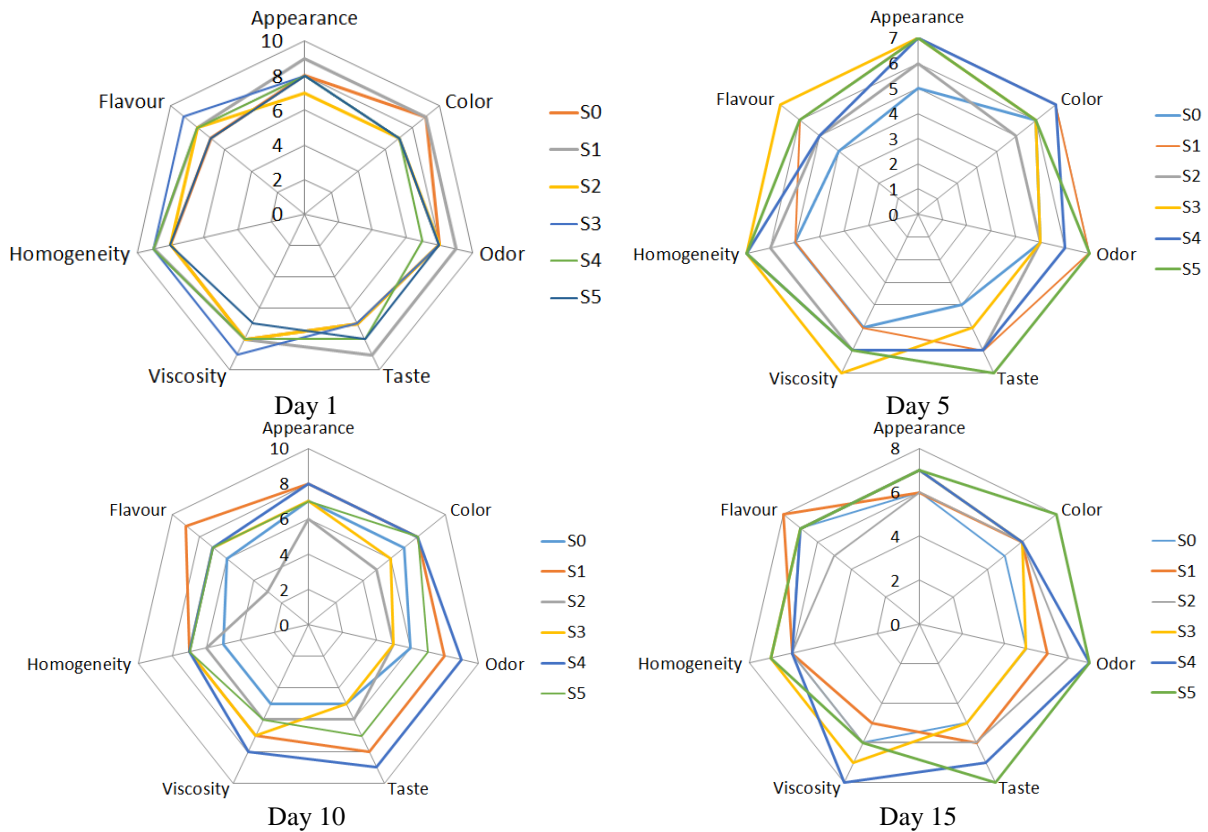 Appearance
10
8
6
4
2
0
Color
Odor
Taste
Viscosity
Homogeneity
Flavour
S0
S1
S2
S3
S4
S5
Day 1
Appearance
7
6
5
4
3
2
1
0
Color
Odor
Taste
Viscosity
Homogeneity
Flavour
S0
S1
S2
S3
S4
S5
Day 5
Appearance
10
8
6
4
2
0
Color
Odor
Taste
Viscosity
Homogeneity
Flavour
S0
S1
S2
S3
S4
S5
Day 10
Appearance
8
6
4
2
0
Color
Odor
Taste
Viscosity
Homogeneity
Flavour
S0
S1
S2
S3
S4
S5
Day 15